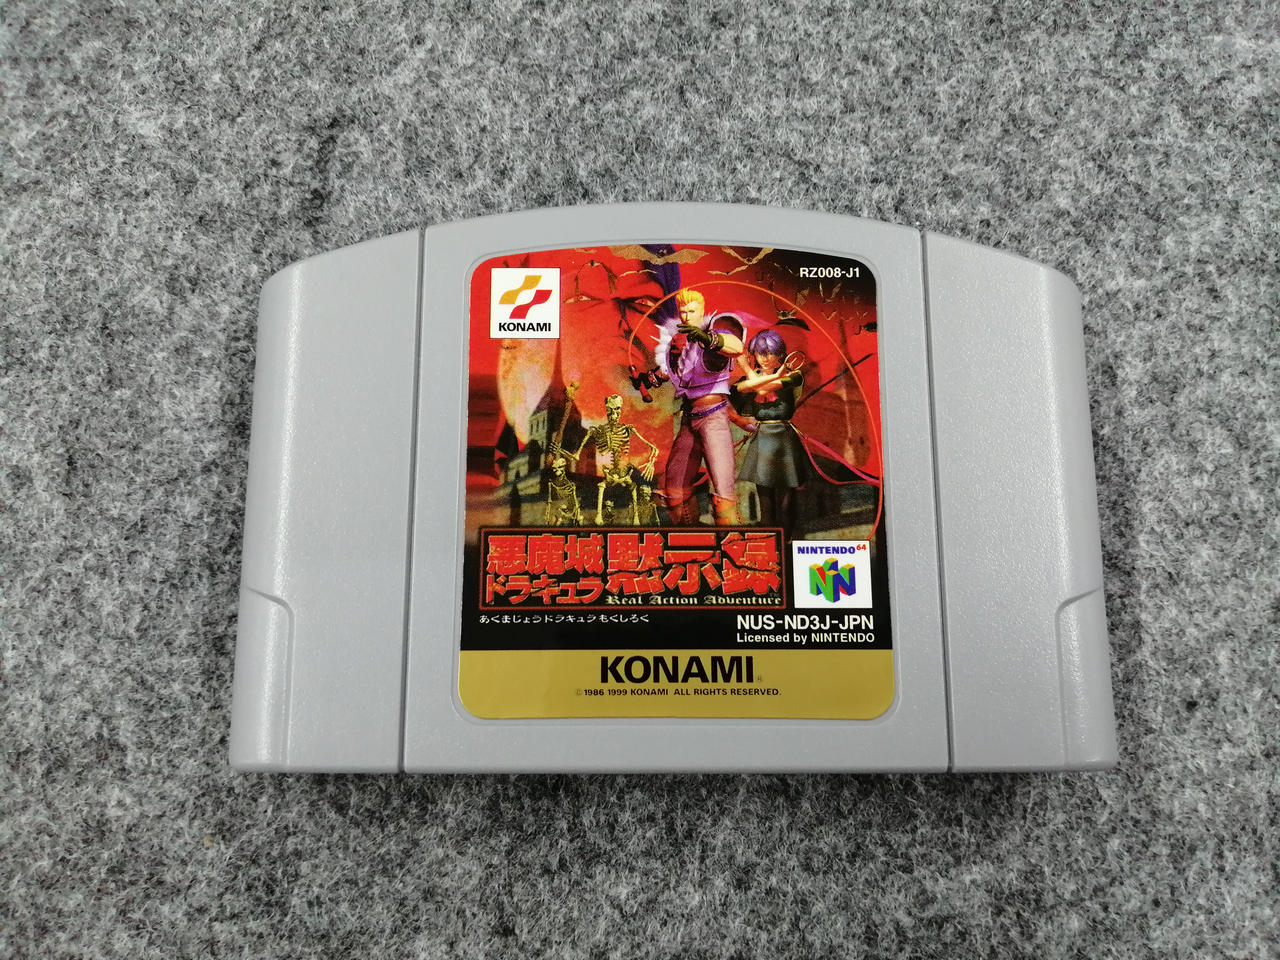 RZ008-J1
KONAMI
悪魔城
ドラキュラ
黙示録
Real Action Adventure
NINTENDO 64
あくまじょうドラキュラもくしろく
NUS-ND3J-JPN
Licensed by NINTENDO
KONAMI®
© 1986 1999 KONAMI ALL RIGHTS RESERVED.